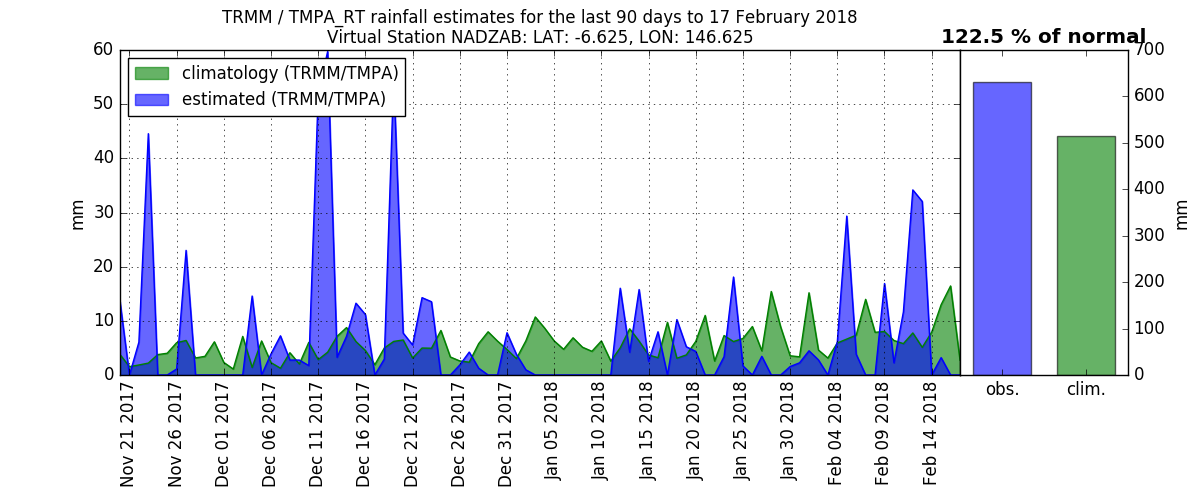 TRMM / TMPA_RT rainfall estimates for the last 90 days to 17 February 2018
Virtual Station NADZAB: LAT: -6.625, LON: 146.625
122.5 % of normal
climatology (TRMM/TMPA)
estimated (TRMM/TMPA)
mm
60
50
40
30
20
10
0
Nov 21 2017
Nov 26 2017
Dec 01 2017
Dec 06 2017
Dec 11 2017
Dec 16 2017
Dec 21 2017
Dec 26 2017
Dec 31 2017
Jan 05 2018
Jan 10 2018
Jan 15 2018
Jan 20 2018
Jan 25 2018
Jan 30 2018
Feb 04 2018
Feb 09 2018
Feb 14 2018
obs.
clim.
700
600
500
400
300
200
100
0
mm